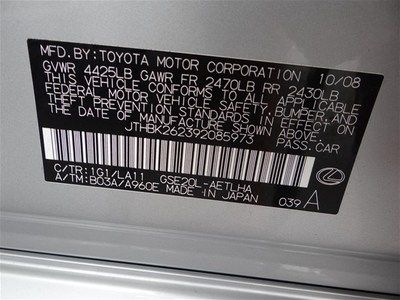 MFD.BY:TOYOTA MOTOR CORPORATION 10/08
GVWR 4425LB GAWR FR 2470LB RR 2430LB
THIS VEHICLE CONFORMS TO ALL APPLICABLE
FEDERAL MOTOR VEHICLE SAFETY, BUMPER, AND
THEFT PREVENTION STANDARDS IN EFFECT ON
THE DATE OF MANUFACTURE SHOWN ABOVE.
JTHBK262392085973 PASS.CAR
C/TR:1G1/LA11 GSE20L-AETLHA
A/TM:B03A/A960E MADE IN JAPAN 039 A